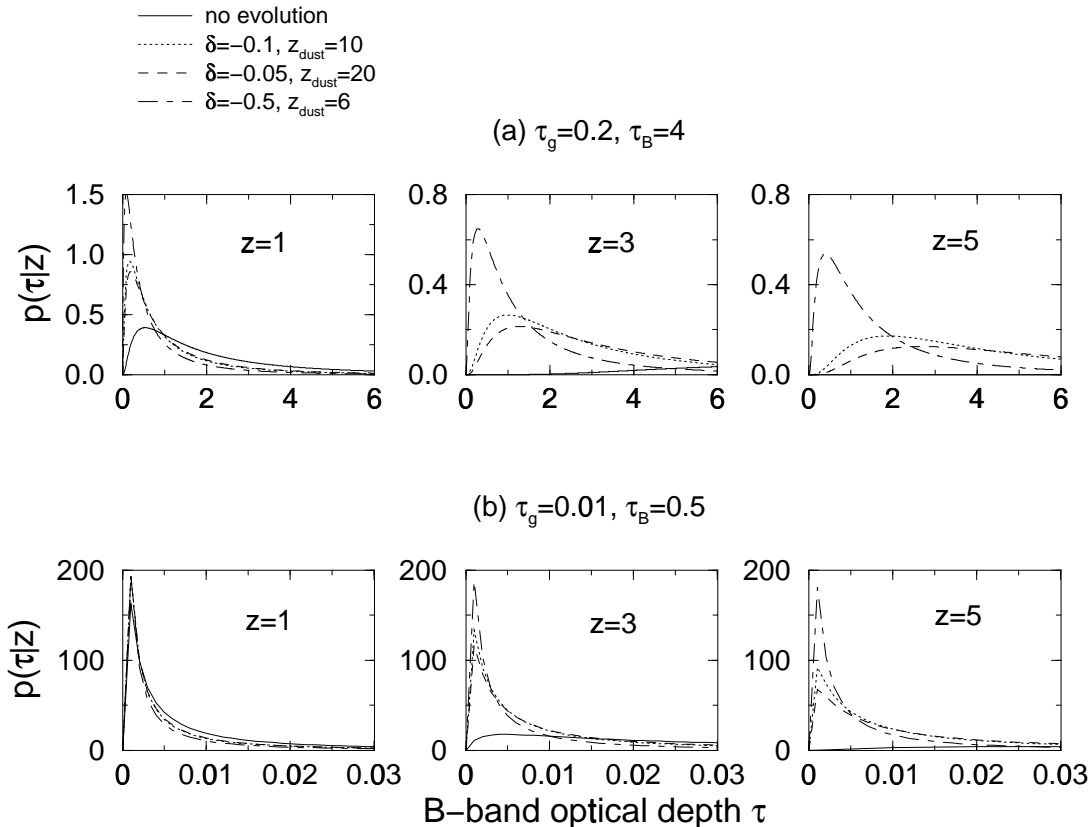 no evolution
δ=−0.1, z_dust=10
δ=−0.05, z_dust=20
δ=−0.5, z_dust=6
(a) τ_g=0.2, τ_B=4
p(τ|z)
1.5
1.0
0.5
0.0
z=1
0 2 4 6
0.8
0.4
0.0
z=3
0 2 4 6
0.8
0.4
0.0
z=5
0 2 4 6
(b) τ_g=0.01, τ_B=0.5
p(τ|z)
200
100
0
z=1
0 0.01 0.02 0.03
200
100
0
z=3
0 0.01 0.02 0.03
200
100
0
z=5
0 0.01 0.02 0.03
B−band optical depth τ